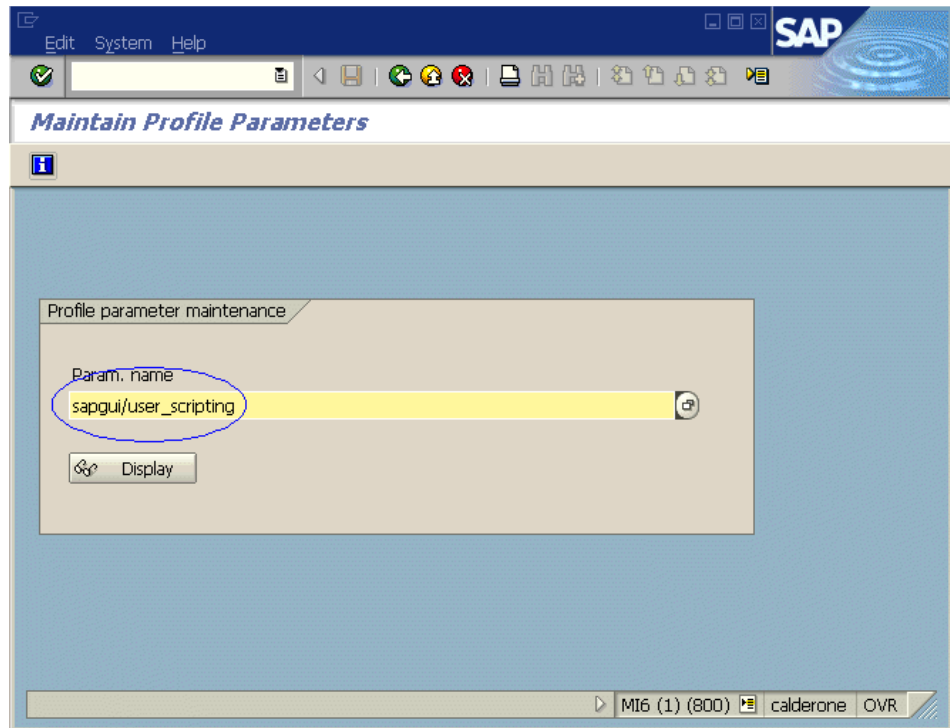 Edit System Help
SAP
Maintain Profile Parameters
Profile parameter maintenance
Param. name
sapgui/user_scripting
Display
MI6 (1) (800) calderone OVR